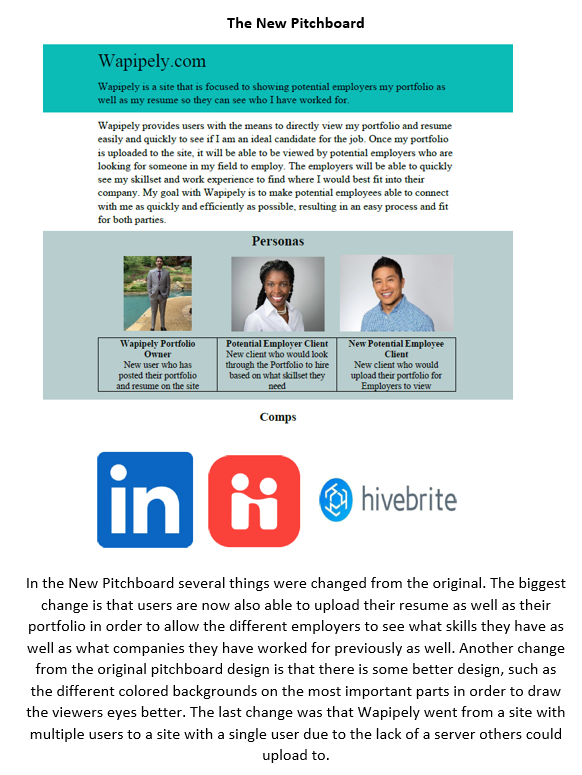 The New Pitchboard
Wapipely.com
Wapipely is a site that is focused to showing potential employers my portfolio as
well as my resume so they can see who I have worked for.
Wapipely provides users with the means to directly view my portfolio and resume
easily and quickly to see if I am an ideal candidate for the job. Once my portfolio
is uploaded to the site, it will be able to be viewed by potential employers who are
looking for someone in my field to employ. The employers will be able to quickly
see my skillset and work experience to find where I would best fit into their
company. My goal with Wapipely is to make potential employees able to connect
with me as quickly and efficiently as possible, resulting in an easy process and fit
for both parties.
Personas
Wapipely Portfolio
Owner
New user who has
posted their portfolio
and resume on the site
Potential Employer Client
New client who would look
through the Portfolio to hire
based on what skillset they
need
New Potential Employee
Client
New client who would
upload their portfolio for
Employers to view
Comps
in
hivebrite
In the New Pitchboard several things were changed from the original. The biggest
change is that users are now also able to upload their resume as well as their
portfolio in order to allow the different employers to see what skills they have as
well as what companies they have worked for previously as well. Another change
from the original pitchboard design is that there is some better design, such as
the different colored backgrounds on the most important parts in order to draw
the viewers eyes better. The last change was that Wapipely went from a site with
multiple users to a site with a single user due to the lack of a server others could
upload to.